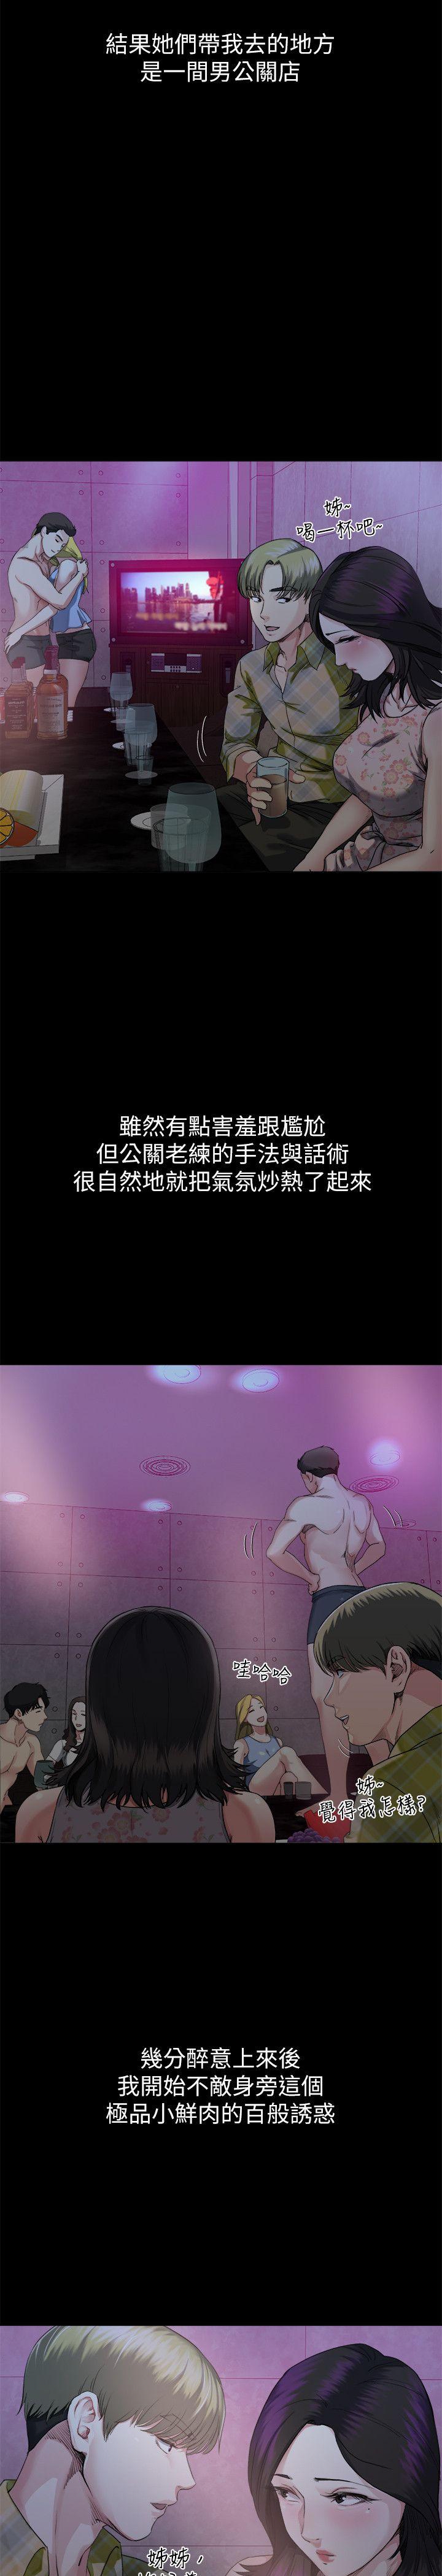 結果她們帶我去的地方
是一間男公關店
姊~
喝一杯吧~
雖然有點害羞跟尷尬
但公關老練的手法與話術
很自然地就把氣氛炒熱了起來
哇哈哈
姊~
覺得我怎樣?
幾分醉意上來後
我開始不敵身旁這個
極品小鮮肉的百般誘惑
姊姊，